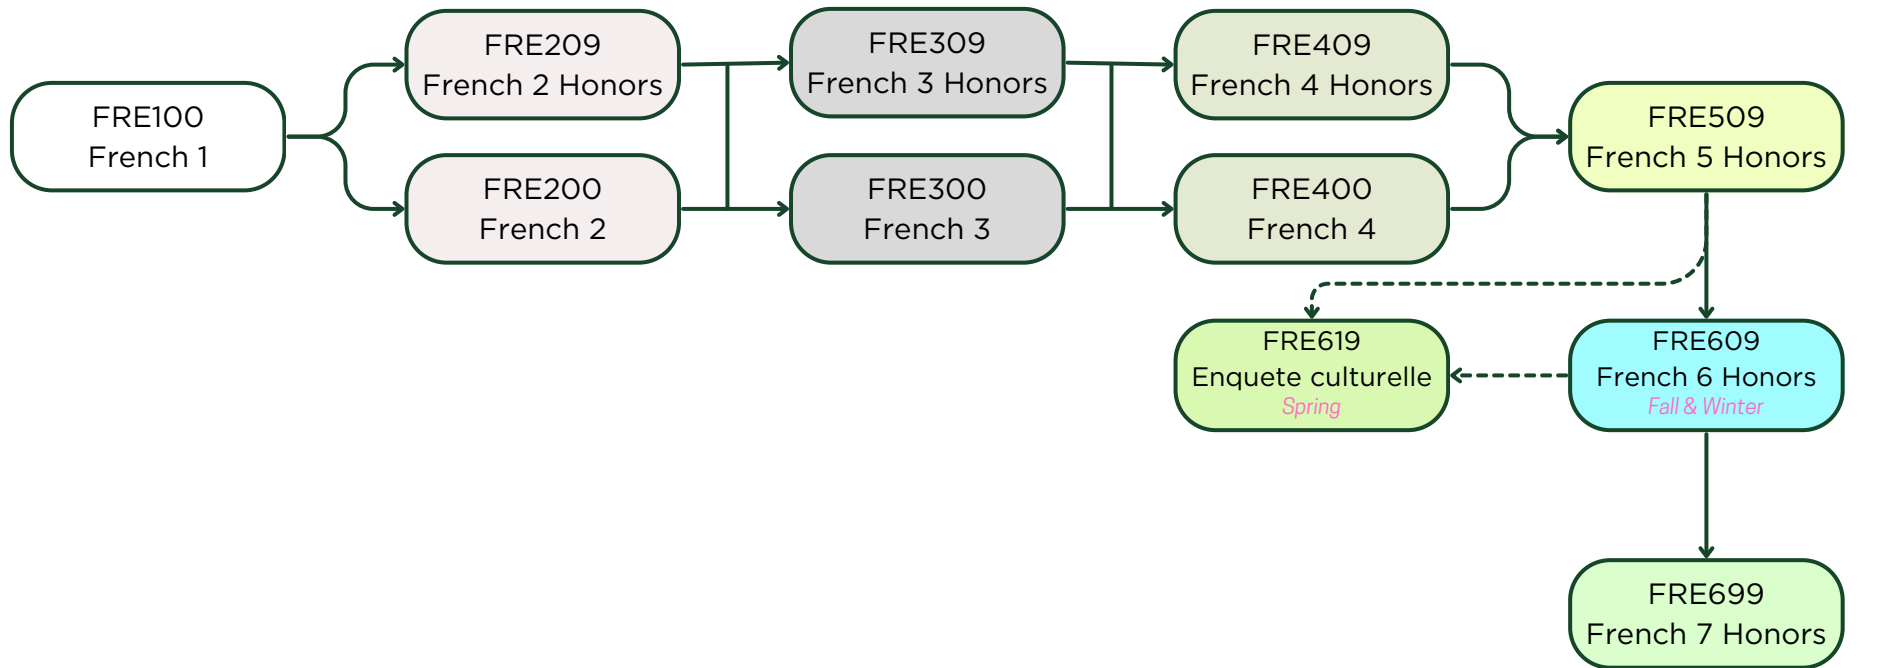 FRE100
French 1
FRE209
French 2 Honors
FRE200
French 2
FRE309
French 3 Honors
FRE300
French 3
FRE409
French 4 Honors
FRE400
French 4
FRE509
French 5 Honors
FRE619
Enquete culturelle
Spring
FRE609
French 6 Honors
Fall & Winter
FRE699
French 7 Honors